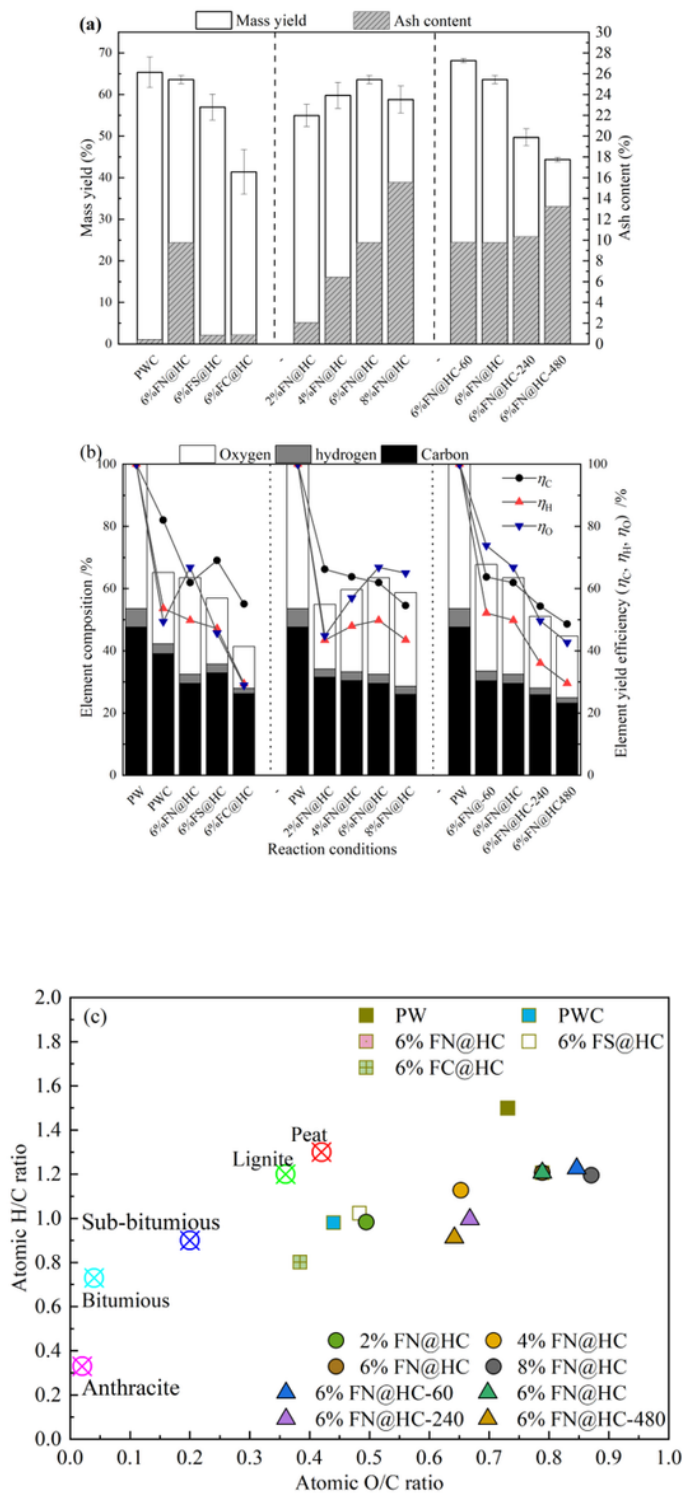 (a)
Mass yield
Ash content
Mass yield (%)
70
60
50
40
30
20
10
0
30
28
26
24
22
20
18
16
14
12
10
8
6
4
2
0
Ash content (%)
PWC
6%FN@HC
6%FS@HC
6%FC@HC
-
2%FN@HC
4%FN@HC
6%FN@HC
8%FN@HC
-
6%FN@HC-60
6%FN@HC
6%FN@HC-240
6%FN@HC-480
(b)
Oxygen
hydrogen
Carbon
Element composition /%
100
80
60
40
20
0
ηC
ηH
ηO
100
80
60
40
20
0
Element yield efficiency (ηC, ηH, ηO) /%
PW
PWC
6%FN@HC
6%FS@HC
6%FC@HC
-
PW
2%FN@HC
4%FN@HC
6%FN@HC
8%FN@HC
-
PW
6%FN@-60
6%FN@HC
6%FN@HC-240
6%FN@HC480
Reaction conditions
(c)
Atomic H/C ratio
2.0
1.8
1.6
1.4
1.2
1.0
0.8
0.6
0.4
0.2
0.0
PW
PWC
6% FN@HC
6% FS@HC
6% FC@HC
Peat
Lignite
Sub-bitumious
Bitumious
Anthracite
2% FN@HC
4% FN@HC
6% FN@HC
8% FN@HC
6% FN@HC-60
6% FN@HC
6% FN@HC-240
6% FN@HC-480
0.0 0.1 0.2 0.3 0.4 0.5 0.6 0.7 0.8 0.9 1.0
Atomic O/C ratio